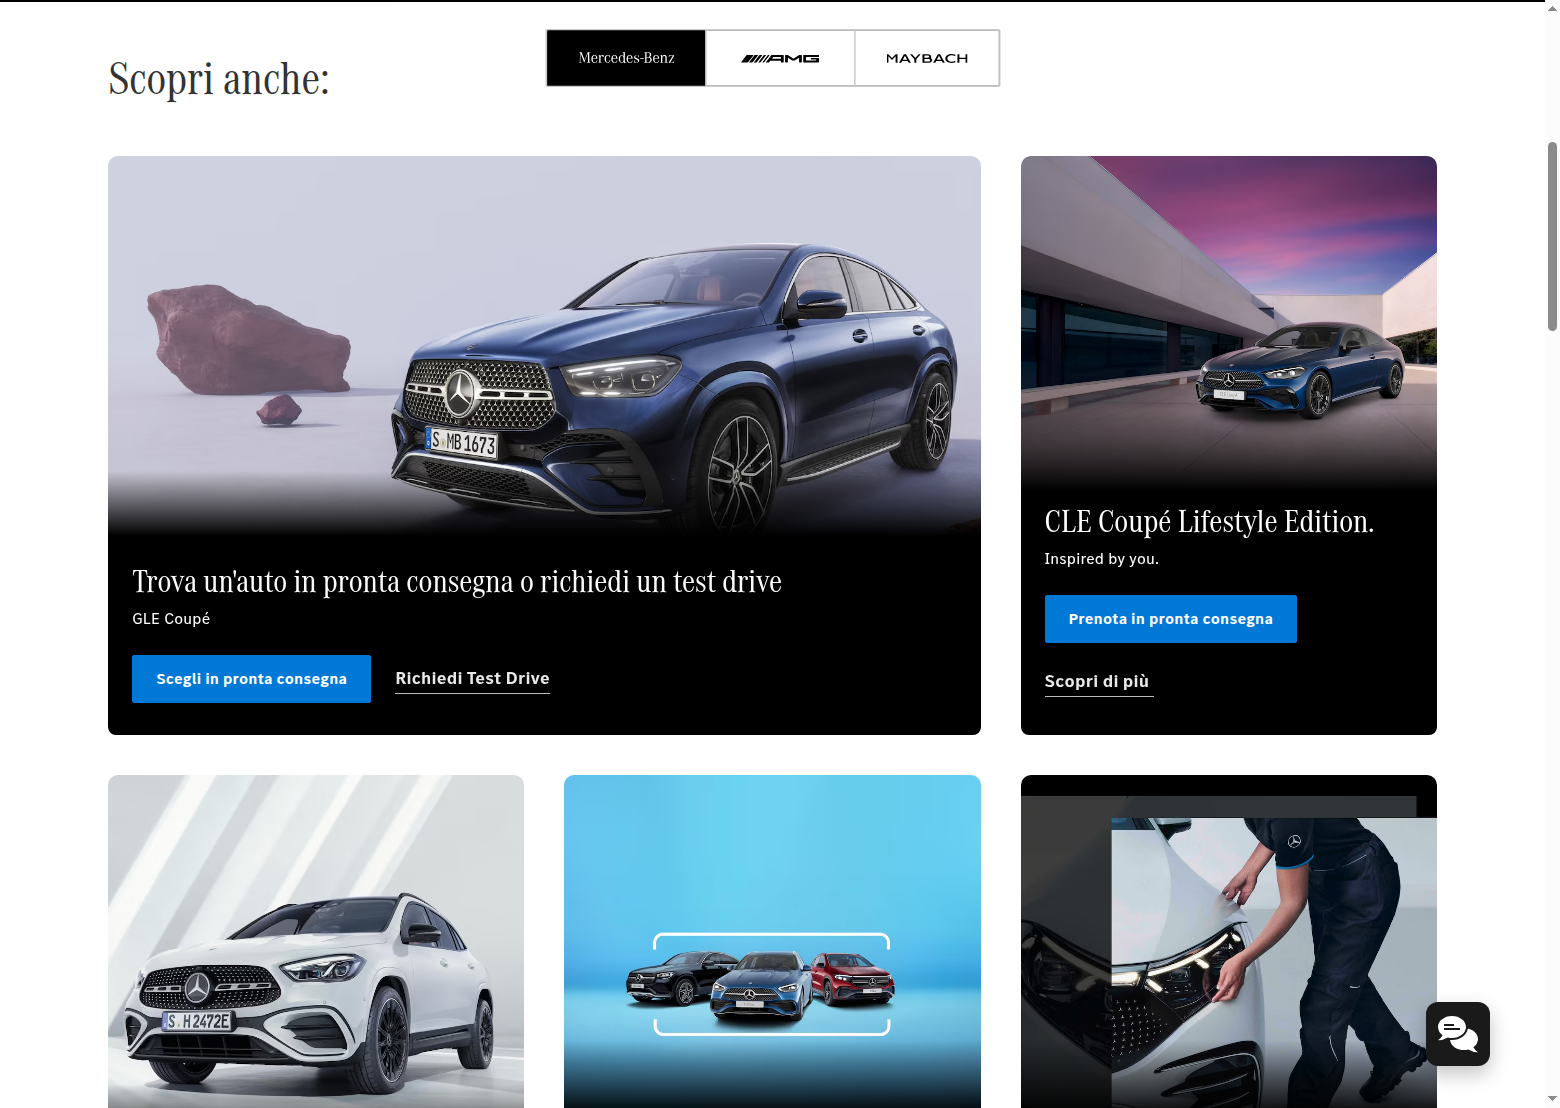 Scopri anche:
Mercedes-Benz
AMG
MAYBACH
S MB 1673
Trova un'auto in pronta consegna o richiedi un test drive
GLE Coupé
Scegli in pronta consegna
Richiedi Test Drive
CLE Coupé Lifestyle Edition.
Inspired by you.
Prenota in pronta consegna
Scopri di più
S H 2472E